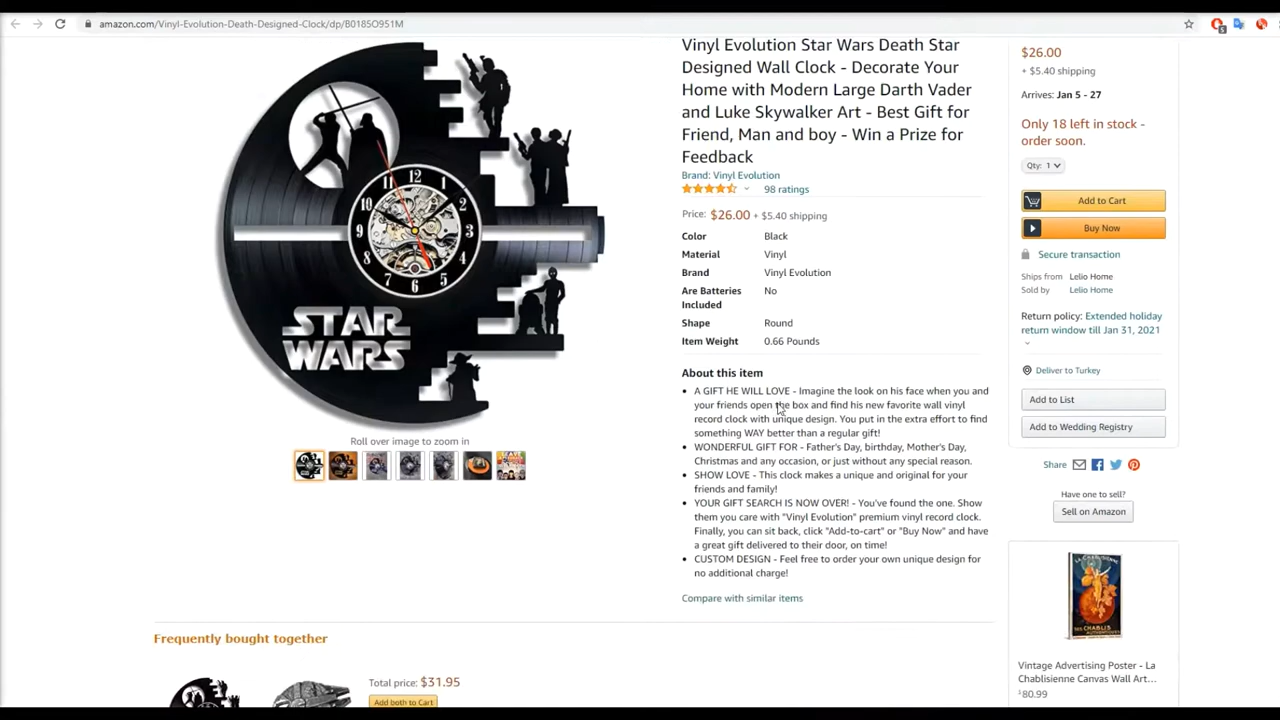 amazon.com/Vinyl-Evolution-Death-Designed-Clock/dp/B0185O951M
5
12
11
1
2
9
3
8
4
7
6
5
STAR
WARS
Roll over image to zoom in
Vinyl Evolution Star Wars Death Star
Designed Wall Clock - Decorate Your
Home with Modern Large Darth Vader
and Luke Skywalker Art - Best Gift for
Friend, Man and boy - Win a Prize for
Feedback
Brand: Vinyl Evolution
98 ratings
Price: $26.00 + $5.40 shipping
Color Black
Material Vinyl
Brand Vinyl Evolution
Are Batteries No
Included
Shape Round
Item Weight 0.66 Pounds
About this item
• A GIFT HE WILL LOVE - Imagine the look on his face when you and
your friends open the box and find his new favorite wall vinyl
record clock with unique design. You put in the extra effort to find
something WAY better than a regular gift!
• WONDERFUL GIFT FOR - Father's Day, birthday, Mother's Day,
Christmas and any occasion, or just without any special reason.
• SHOW LOVE - This clock makes a unique and original for your
friends and family!
• YOUR GIFT SEARCH IS NOW OVER! - You've found the one. Show
them you care with "Vinyl Evolution" premium vinyl record clock.
Finally, you can sit back, click "Add-to-cart" or "Buy Now" and have
a great gift delivered to their door, on time!
• CUSTOM DESIGN - Feel free to order your own unique design for
no additional charge!
Compare with similar items
$26.00
+ $5.40 shipping
Arrives: Jan 5 - 27
Only 18 left in stock -
order soon.
Qty: 1
Add to Cart
Buy Now
Secure transaction
Ships from Lelio Home
Sold by Lelio Home
Return policy: Extended holiday
return window till Jan 31, 2021
Deliver to Turkey
Add to List
Add to Wedding Registry
Share
Have one to sell?
Sell on Amazon
Vintage Advertising Poster - La
Chablisienne Canvas Wall Art...
$80.99
Frequently bought together
Total price: $31.95
Add both to Cart